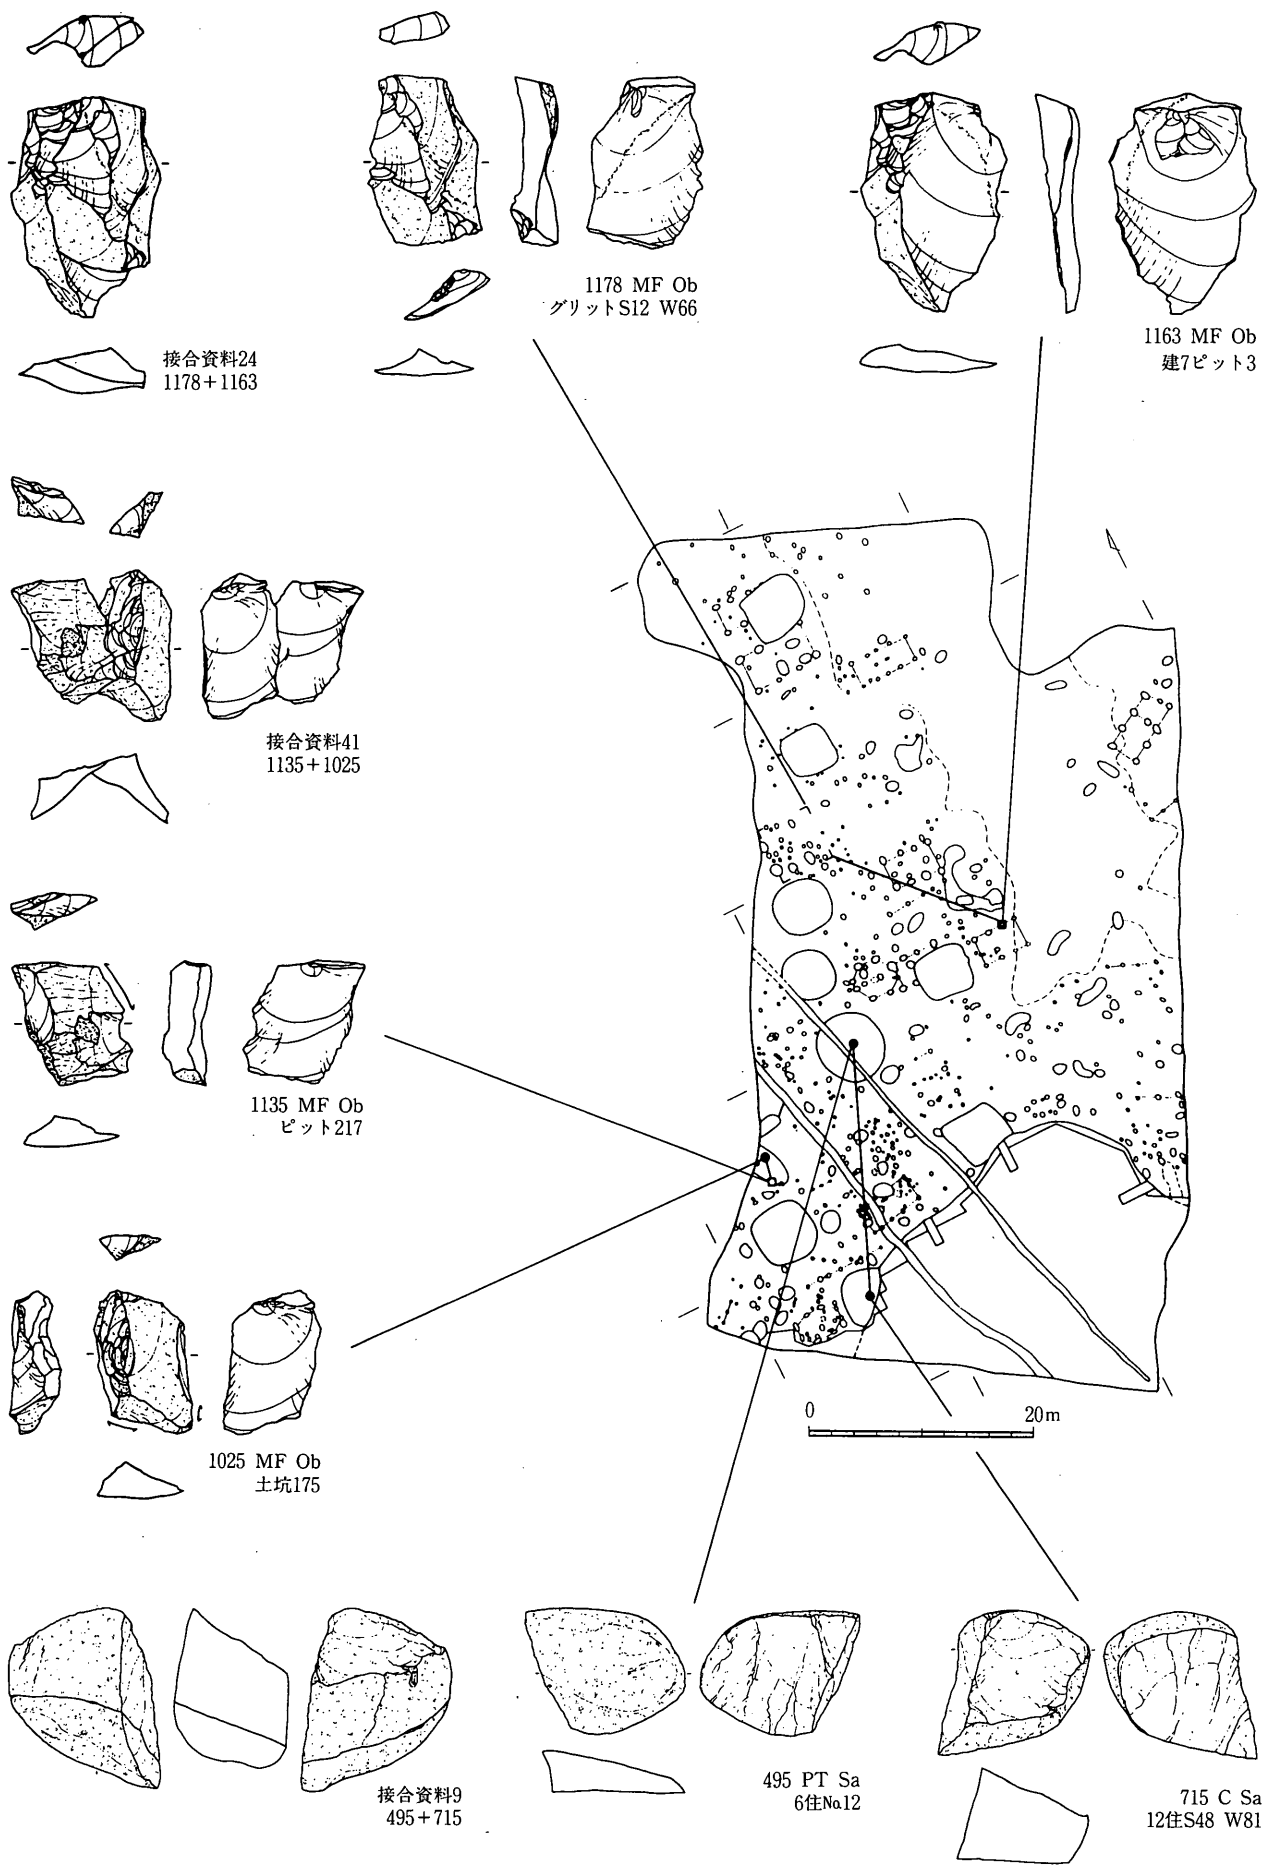 1178 MF Ob
グリットS12 W66
1163 MF Ob
建7ピット3
接合資料24
1178+1163
接合資料41
1135+1025
1135 MF Ob
ピット217
0 20m
1025 MF Ob
土坑175
接合資料9
495+715
495 PT Sa
6住No.12
715 C Sa
12住S48 W81